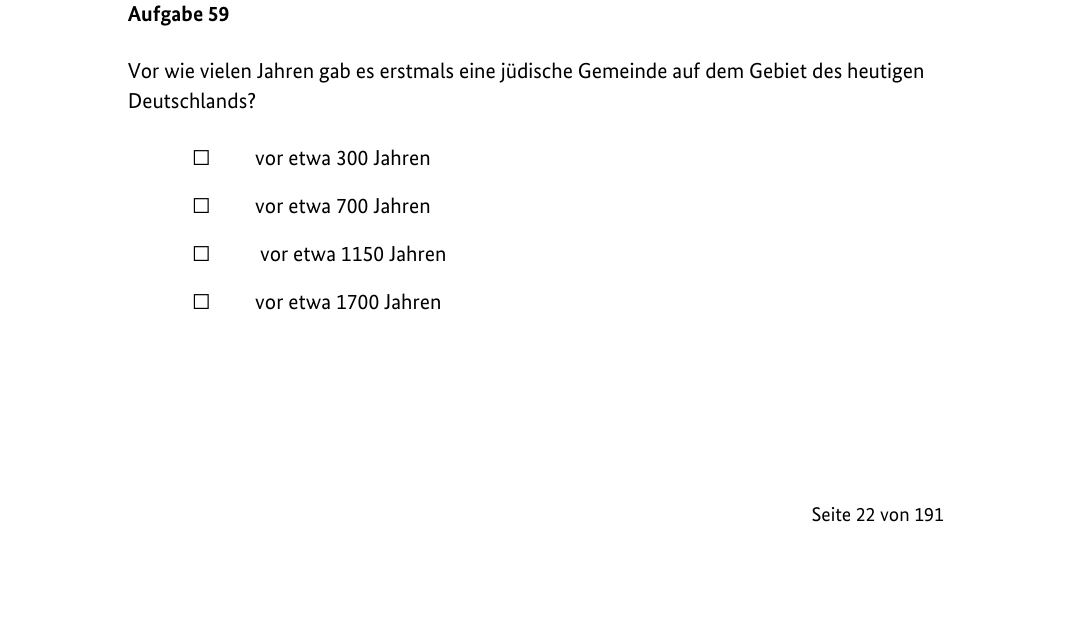 Aufgabe 59
Vor wie vielen Jahren gab es erstmals eine jüdische Gemeinde auf dem Gebiet des heutigen
Deutschlands?
☐ vor etwa 300 Jahren
☐ vor etwa 700 Jahren
☐ vor etwa 1150 Jahren
☐ vor etwa 1700 Jahren
Seite 22 von 191